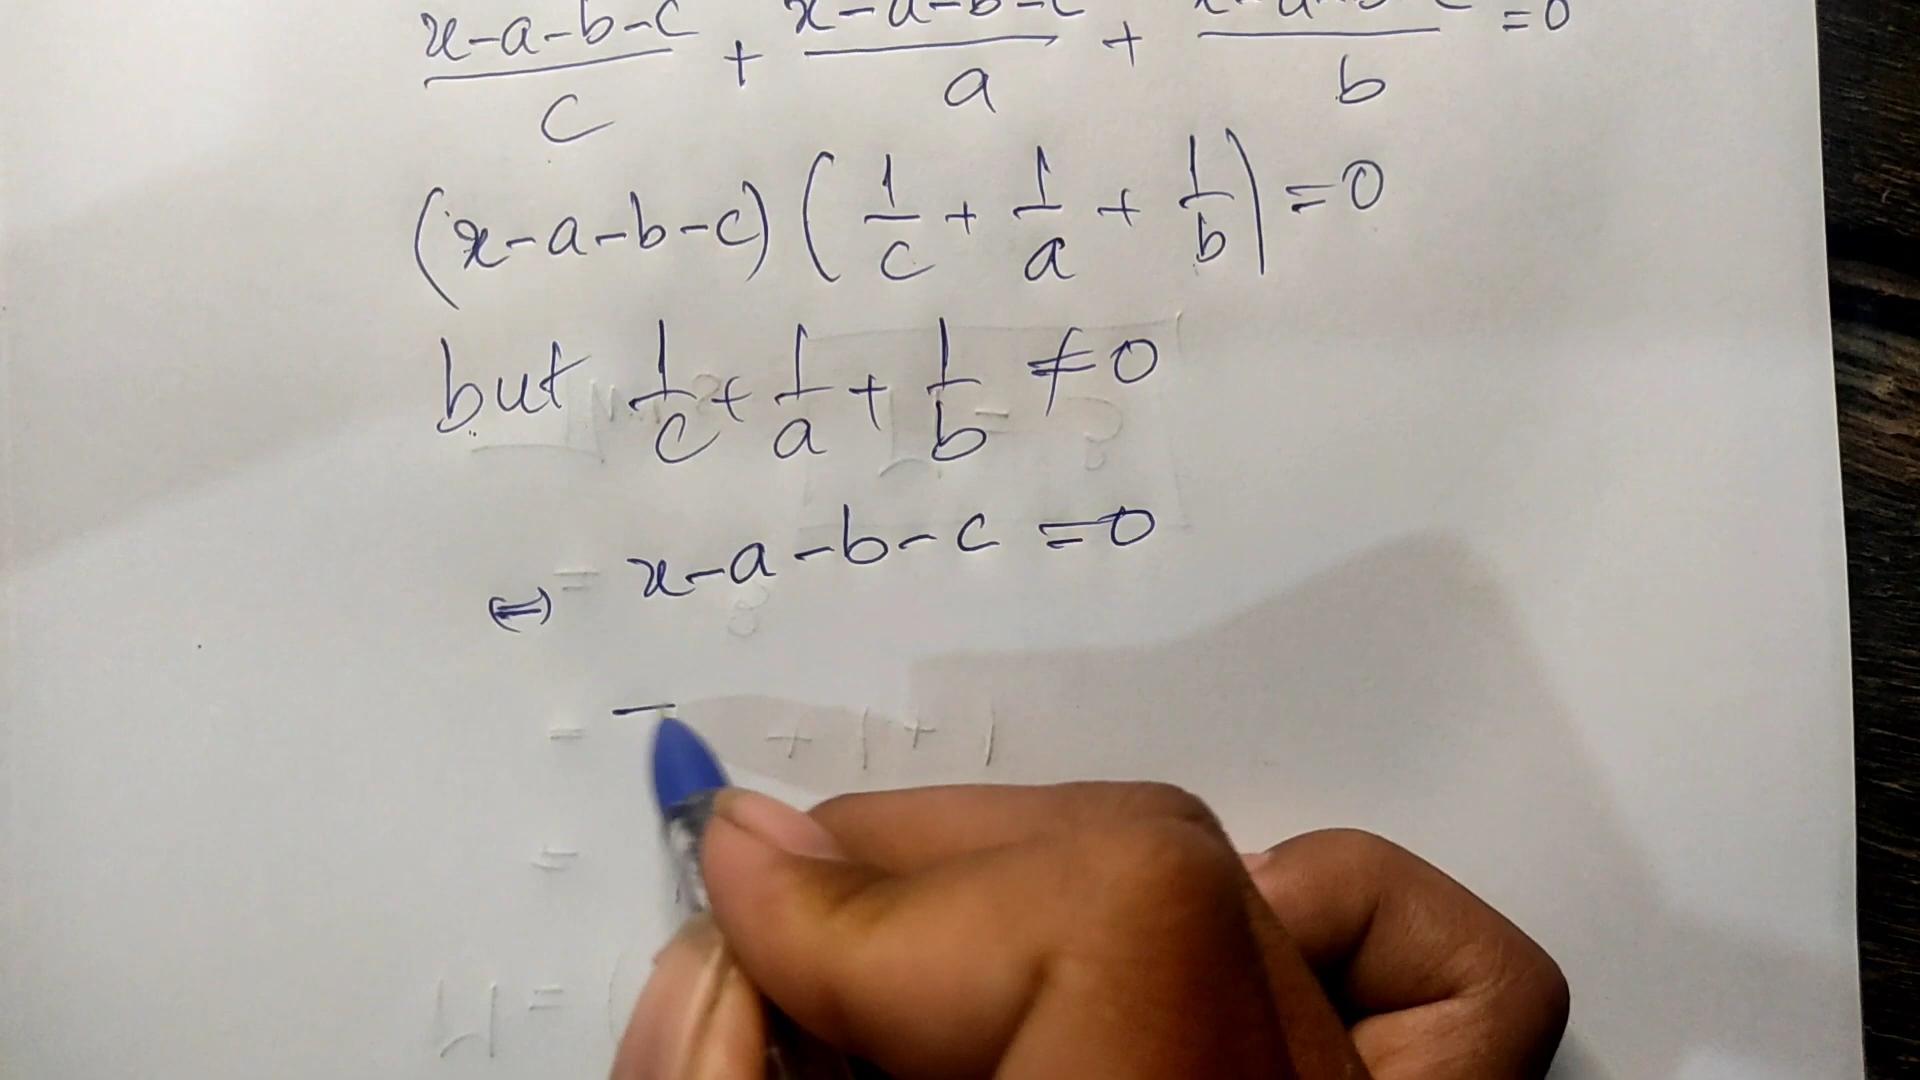 x-a-b-c/c + x-a-b-c/a + x-a-b-c/b =0
(x-a-b-c)(1/c + 1/a + 1/b)=0
but 1/c + 1/a + 1/b ≠0
⇔ x-a-b-c =0